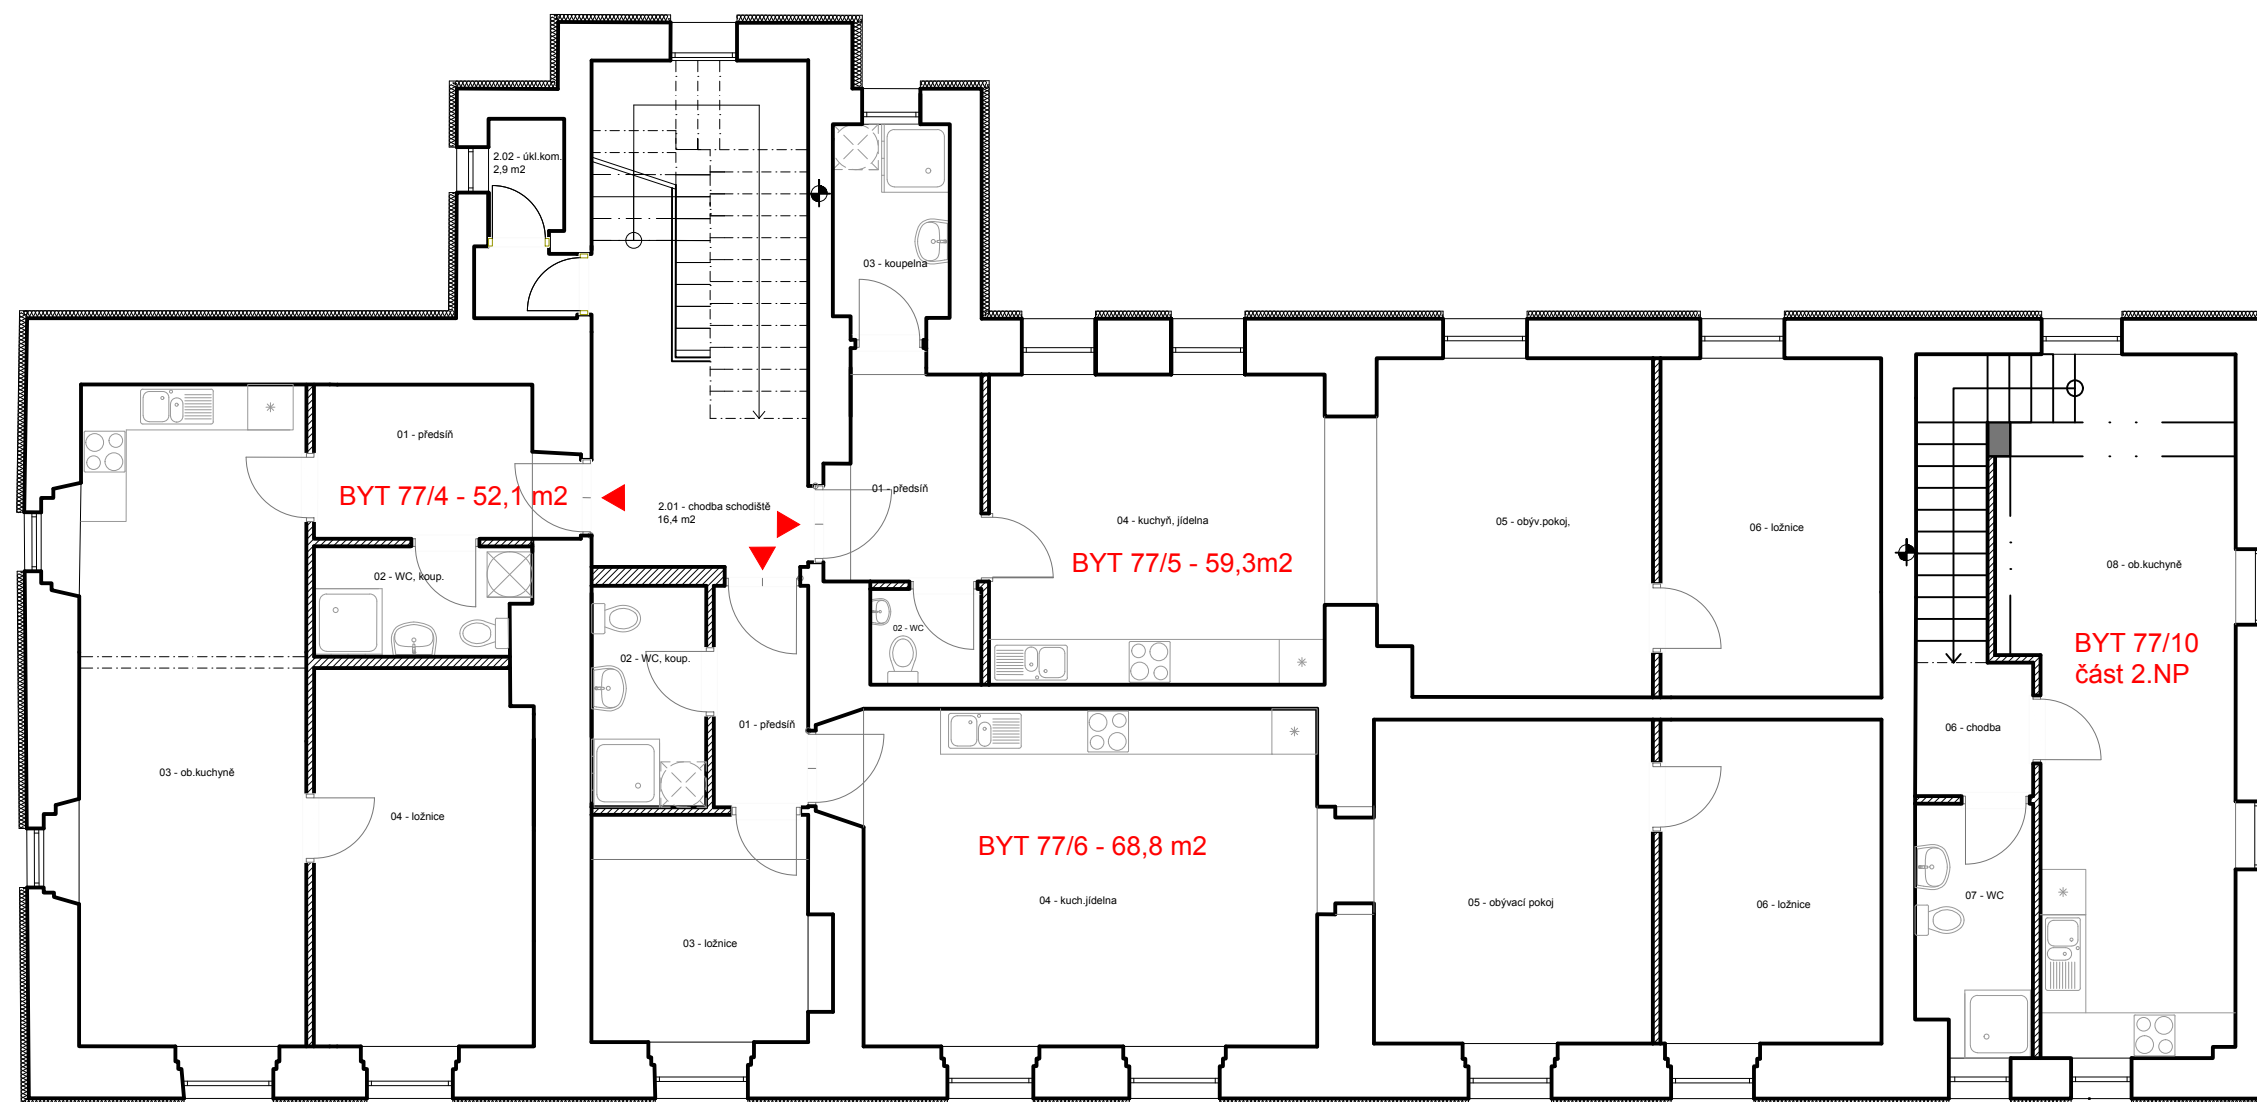 2.02 - úkl.kom.
2,9 m2
03 - koupelna
01 - předsíň
BYT 77/4 - 52,1 m2
2.01 - chodba schodiště
16,4 m2
01 - předsíň
04 - kuchyň, jídelna
BYT 77/5 - 59,3m2
05 - obýv.pokoj,
06 - ložnice
08 - ob.kuchyně
02 - WC, koup.
02 - WC
02 - WC, koup.
BYT 77/10
část 2.NP
01 - předsíň
06 - chodba
03 - ob.kuchyně
04 - ložnice
BYT 77/6 - 68,8 m2
04 - kuch.jídelna
05 - obývací pokoj
06 - ložnice
07 - WC
03 - ložnice